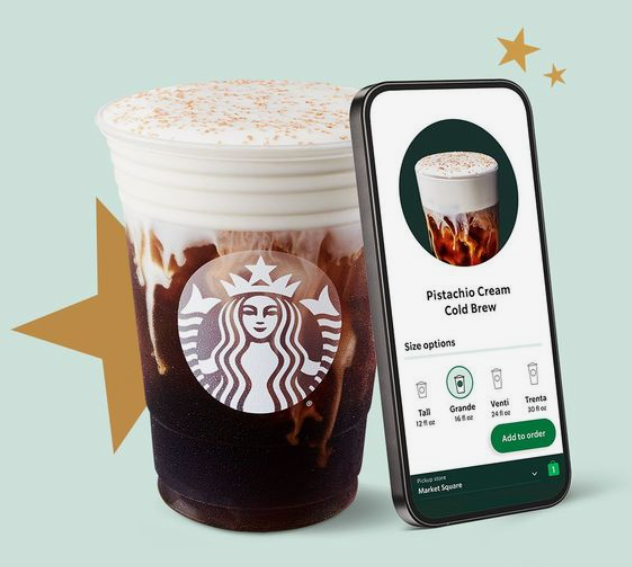 Pistachio Cream
Cold Brew
Size options
Tall
12 fl oz
Grande
16 fl oz
Venti
24 fl oz
Trenta
30 fl oz
Add to order
Pickup store
Market Square
1
®